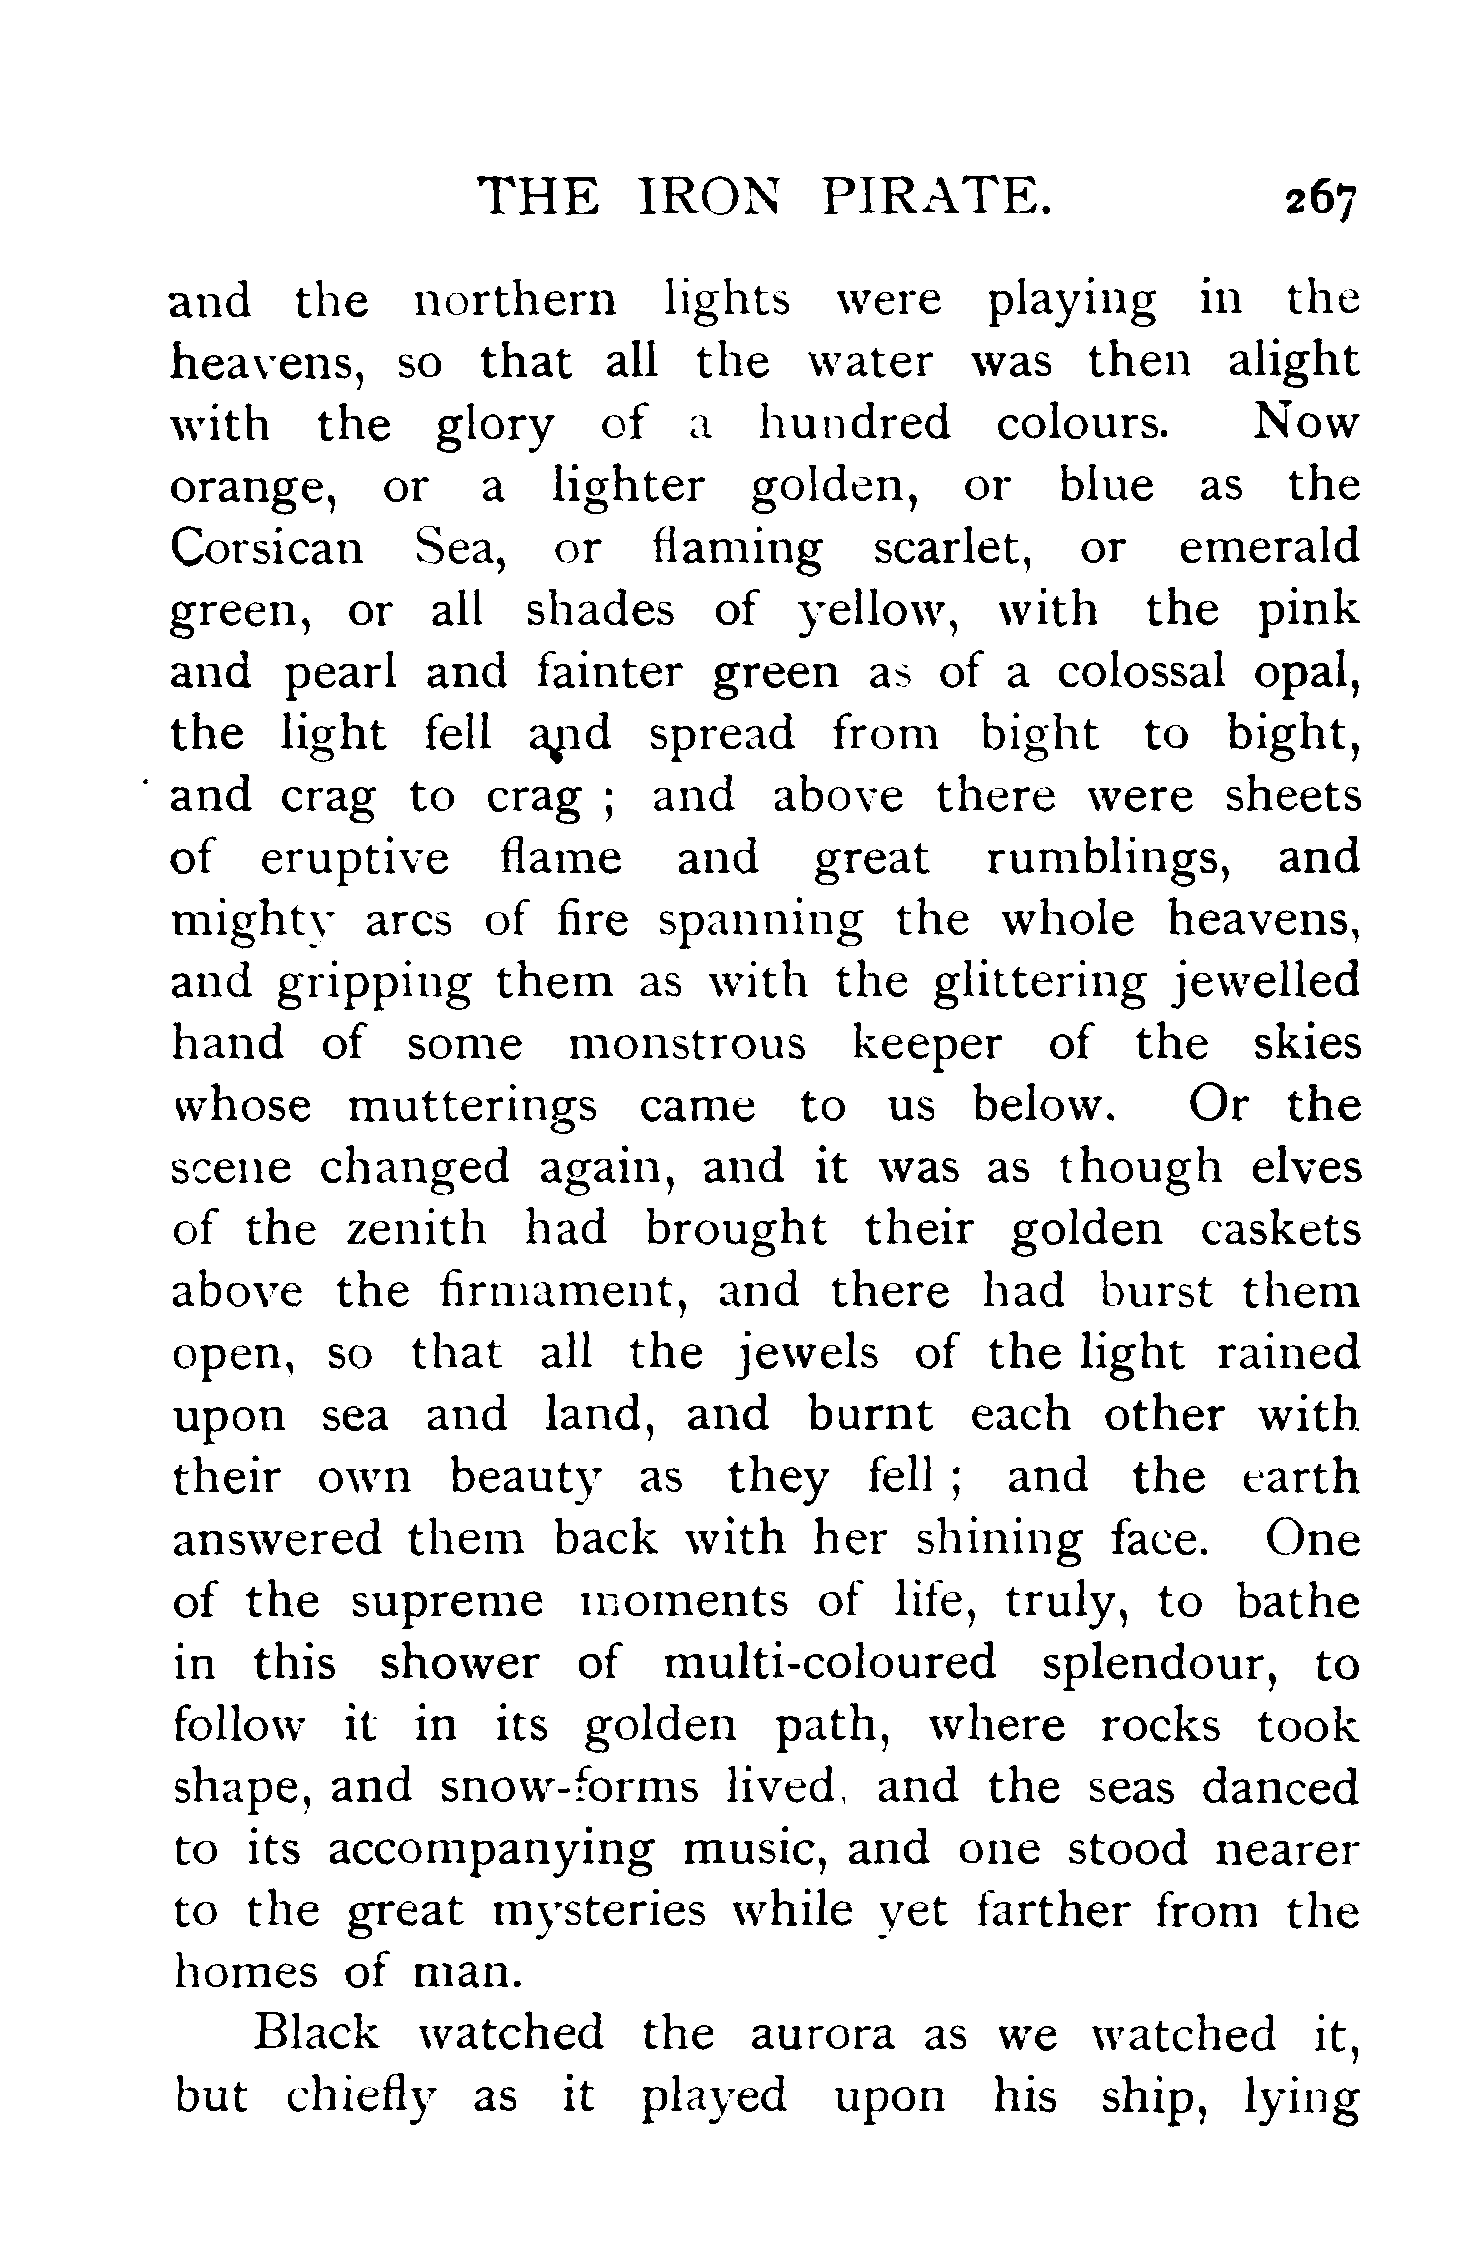 THE IRON PIRATE. 267
and the northern lights were playing in the
heavens, so that all the water was then alight
with the glory of a hundred colours. Now
orange, or a lighter golden, or blue as the
Corsican Sea, or flaming scarlet, or emerald
green, or all shades of yellow, with the pink
and pearl and fainter green as of a colossal opal,
the light fell and spread from bight to bight,
and crag to crag ; and above there were sheets
of eruptive flame and great rumblings, and
mighty arcs of fire spanning the whole heavens,
and gripping them as with the glittering jewelled
hand of some monstrous keeper of the skies
whose mutterings came to us below. Or the
scene changed again, and it was as though elves
of the zenith had brought their golden caskets
above the firmament, and there had burst them
open, so that all the jewels of the light rained
upon sea and land, and burnt each other with
their own beauty as they fell ; and the earth
answered them back with her shining face. One
of the supreme moments of life, truly, to bathe
in this shower of multi-coloured splendour, to
follow it in its golden path, where rocks took
shape, and snow-forms lived, and the seas danced
to its accompanying music, and one stood nearer
to the great mysteries while yet farther from the
homes of man.
Black watched the aurora as we watched it,
but chiefly as it played upon his ship, lying